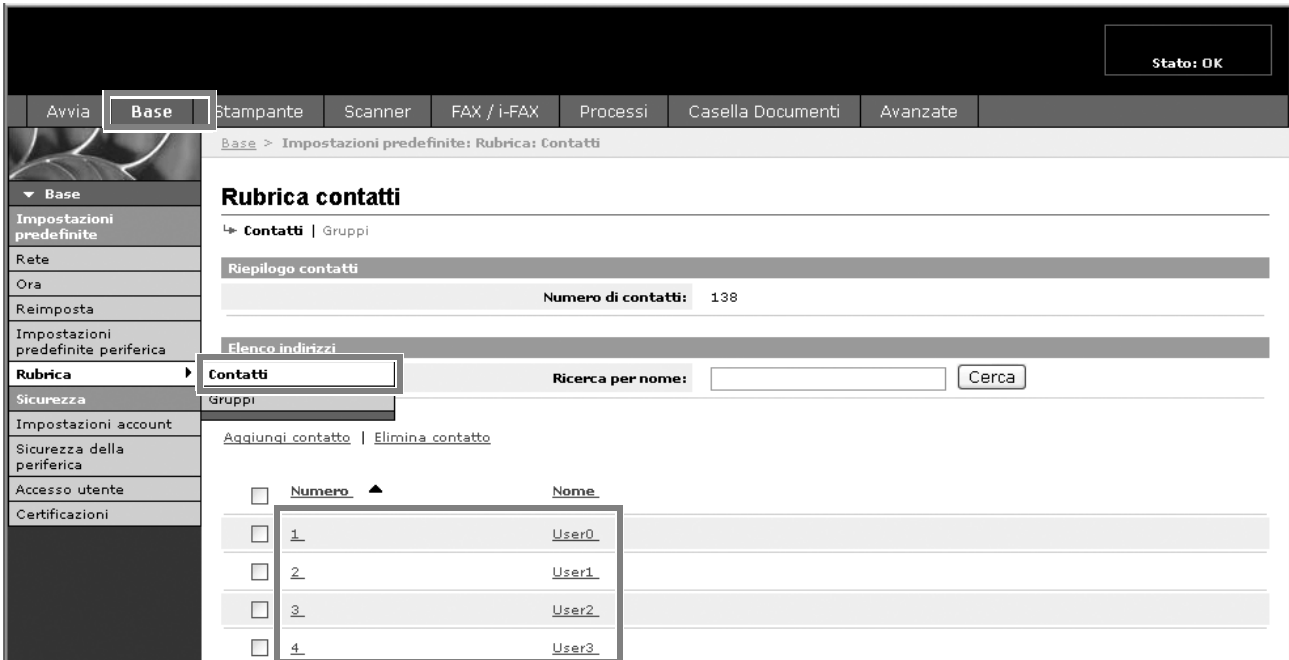 Stato: OK
Avvia Base Stampante Scanner FAX / i-FAX Processi Casella Documenti Avanzate
Base > Impostazioni predefinite: Rubrica: Contatti
Base
Impostazioni
predefinite
Rete
Ora
Reimposta
Impostazioni
predefinite periferica
Rubrica
Contatti
Gruppi
Sicurezza
Impostazioni account
Sicurezza della
periferica
Accesso utente
Certificazioni
Rubrica contatti
Contatti | Gruppi
Riepilogo contatti
Numero di contatti: 138
Elenco indirizzi
Ricerca per nome: Cerca
Aggiungi contatto | Elimina contatto
Numero Nome
1 User0
2 User1
3 User2
4 User3